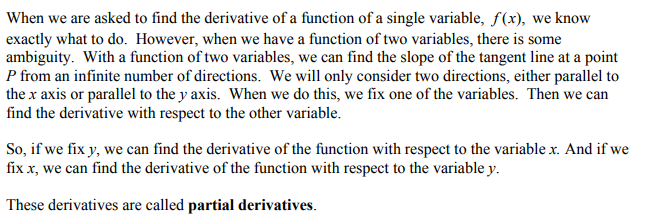 When we are asked to find the derivative of a function of a single variable, f(x), we know
exactly what to do. However, when we have a function of two variables, there is some
ambiguity. With a function of two variables, we can find the slope of the tangent line at a point
P from an infinite number of directions. We will only consider two directions, either parallel to
the x axis or parallel to the y axis. When we do this, we fix one of the variables. Then we can
find the derivative with respect to the other variable.
So, if we fix y, we can find the derivative of the function with respect to the variable x. And if we
fix x, we can find the derivative of the function with respect to the variable y.
These derivatives are called partial derivatives.